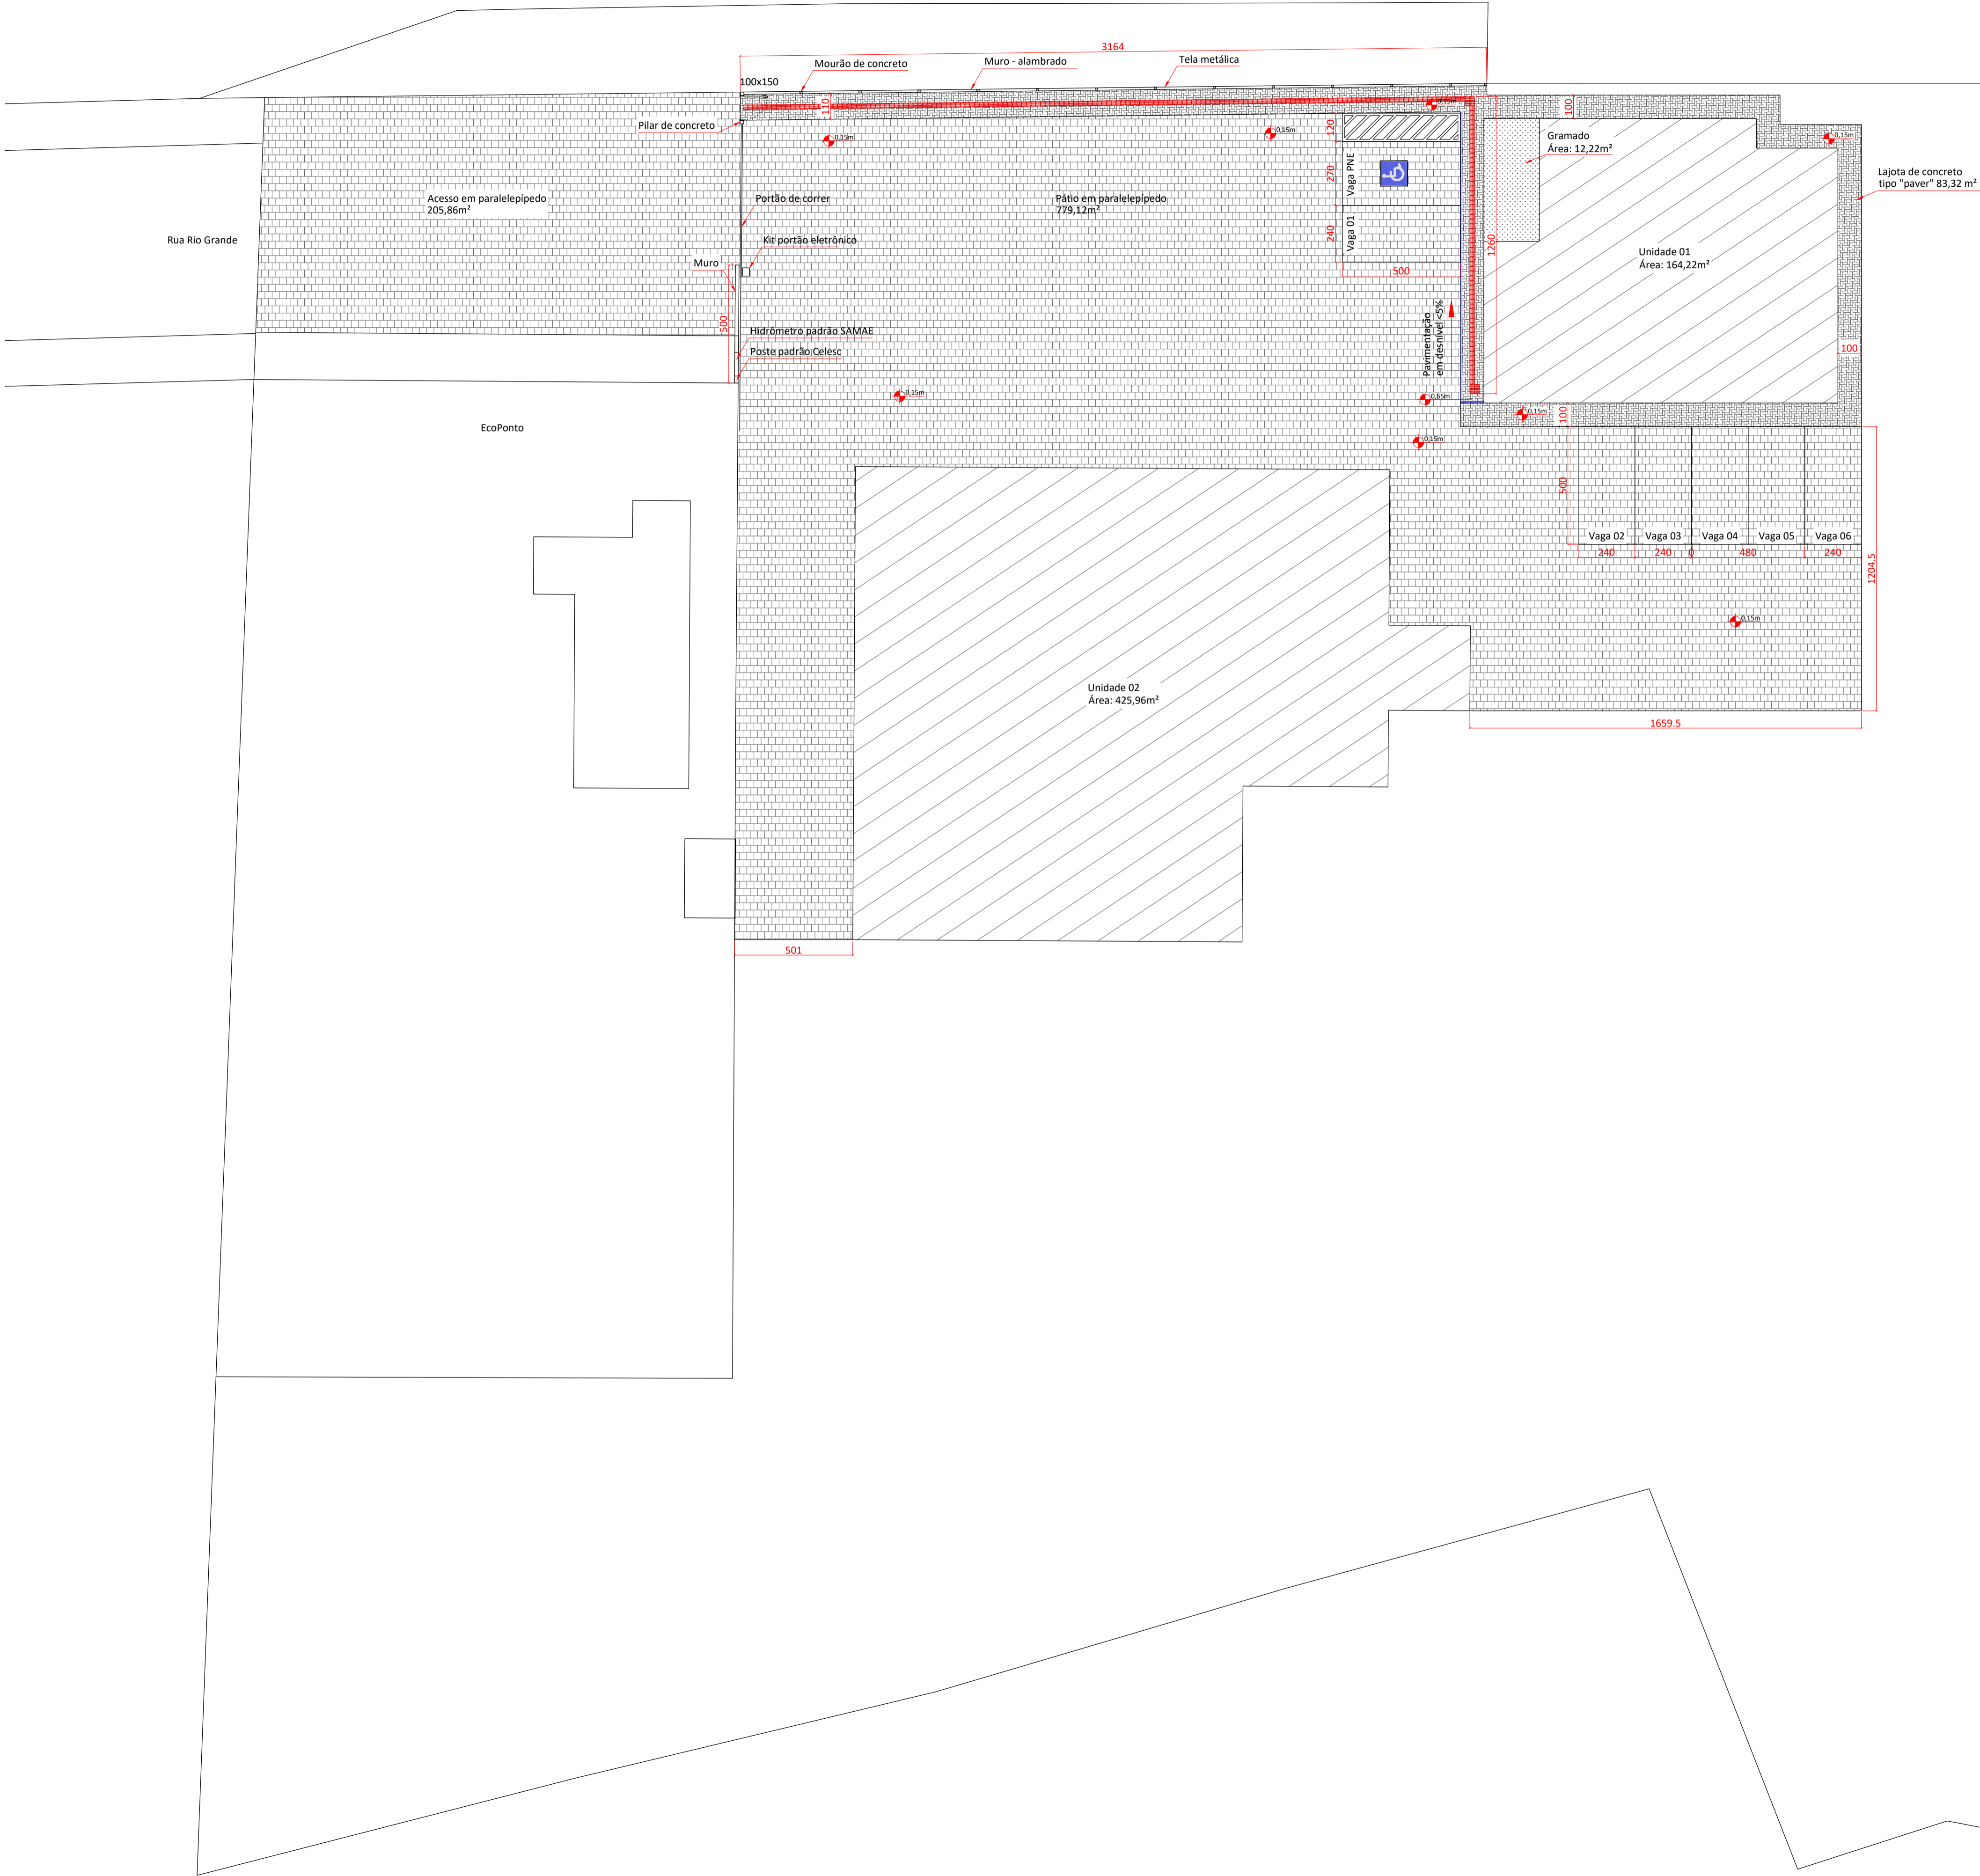 3164
Mourão de concreto
Muro - alambrado
Tela metálica
100x150
110
Pilar de concreto
0,15m
0,15m
0,15m
120
100
Gramado
Área: 12,22m²
0,15m
Lajota de concreto
tipo "paver" 83,32 m²
Acesso em paralelepípedo
205,86m²
Portão de correr
Pátio em paralelepípedo
779,12m²
270
Vaga PNE
240
Vaga 01
500
1260
Rua Rio Grande
Kit portão eletrônico
Muro
Unidade 01
Área: 164,22m²
500
Hidrômetro padrão SAMAE
Poste padrão Celesc
Pavimentação
em desnível <5%
100
0,15m
0,65m
0,15m
0,15m
100
EcoPonto
500
Vaga 02
Vaga 03
Vaga 04
Vaga 05
Vaga 06
240
240
0
480
240
1204.5
0,15m
Unidade 02
Área: 425,96m²
1659.5
501